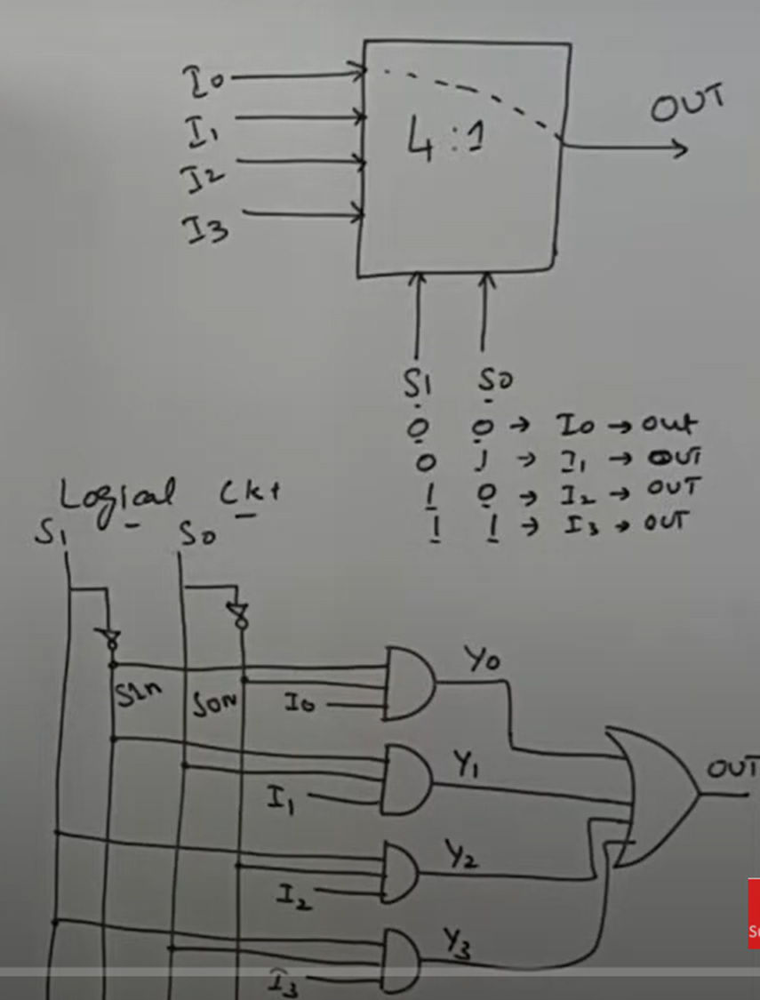 I0
OUT
I1
4:1
I2
I3
S1 S0
0 0 → I0 → out
0 1 → I1 → OUT
1 0 → I2 → OUT
1 1 → I3 → OUT
Logical Ckt
S1 S0
Y0
S1n S0N I0
Y1
OUT
I1
Y2
I2
Y3
I3